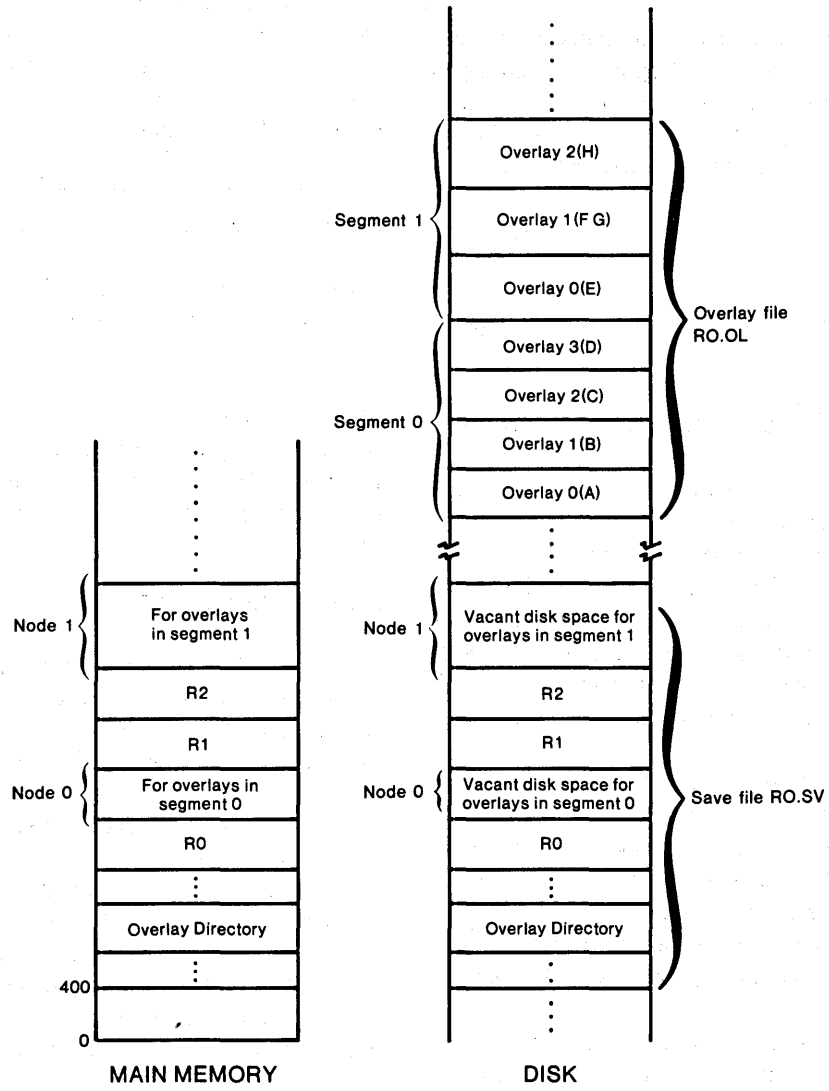 Overlay 2(H)
Segment 1
Overlay 1(F G)
Overlay 0(E)
Overlay file
RO.OL
Overlay 3(D)
Overlay 2(C)
Segment 0
Overlay 1(B)
Overlay 0(A)
Node 1
For overlays
in segment 1
Node 1
Vacant disk space for
overlays in segment 1
R2
R2
R1
R1
Node 0
For overlays in
segment 0
Node 0
Vacant disk space for
overlays in segment 0
Save file RO.SV
R0
R0
Overlay Directory
Overlay Directory
400
0
MAIN MEMORY
DISK